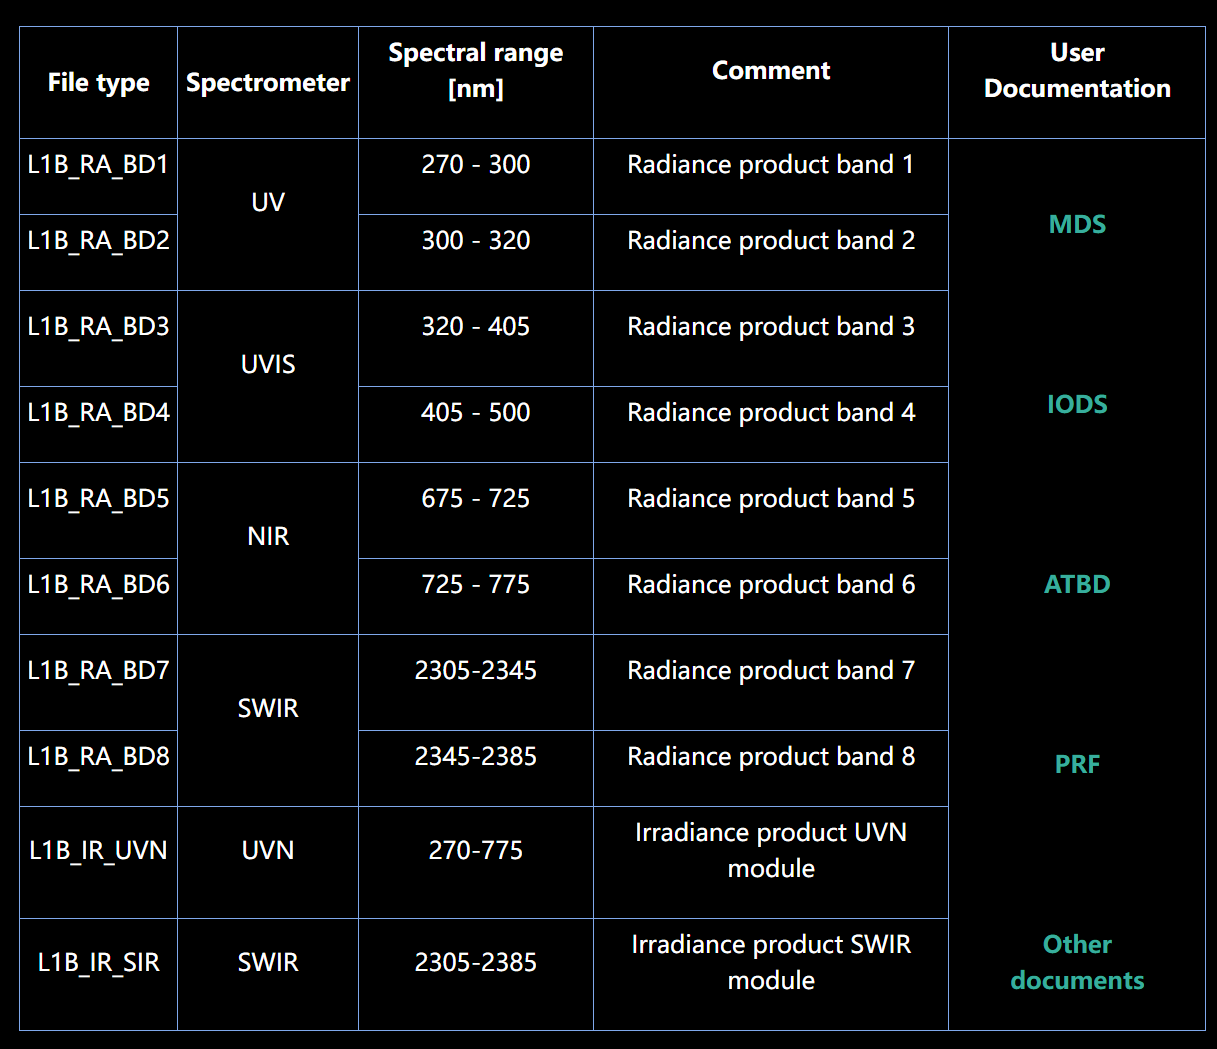 File type
Spectrometer
Spectral range
[nm]
Comment
User
Documentation
L1B_RA_BD1
UV
270 - 300
Radiance product band 1
MDS
L1B_RA_BD2
300 - 320
Radiance product band 2
L1B_RA_BD3
UVIS
320 - 405
Radiance product band 3
IODS
L1B_RA_BD4
405 - 500
Radiance product band 4
L1B_RA_BD5
NIR
675 - 725
Radiance product band 5
ATBD
L1B_RA_BD6
725 - 775
Radiance product band 6
L1B_RA_BD7
SWIR
2305-2345
Radiance product band 7
PRF
L1B_RA_BD8
2345-2385
Radiance product band 8
L1B_IR_UVN
UVN
270-775
Irradiance product UVN
module
L1B_IR_SIR
SWIR
2305-2385
Irradiance product SWIR
module
Other
documents